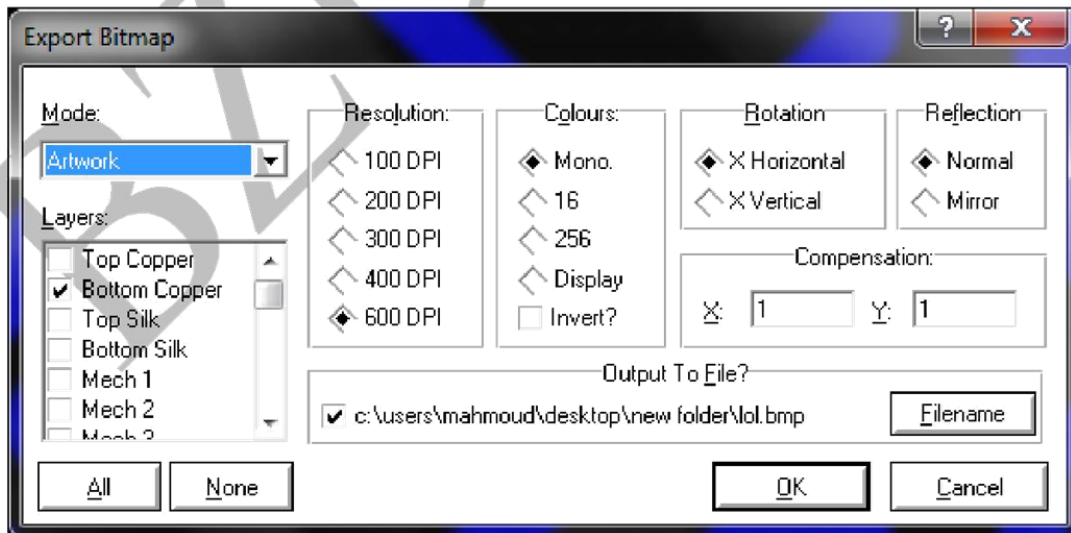 Export Bitmap
?
X
Mode:
Artwork
Layers:
Top Copper
Bottom Copper
Top Silk
Bottom Silk
Mech 1
Mech 2
Mech 3
All
None
Resolution:
100 DPI
200 DPI
300 DPI
400 DPI
600 DPI
Colours:
Mono.
16
256
Display
Invert?
Rotation
X Horizontal
X Vertical
Reflection
Normal
Mirror
Compensation:
X: 1 Y: 1
Output To File?
c:\users\mahmoud\desktop\new folder\lol.bmp
Filename
OK
Cancel